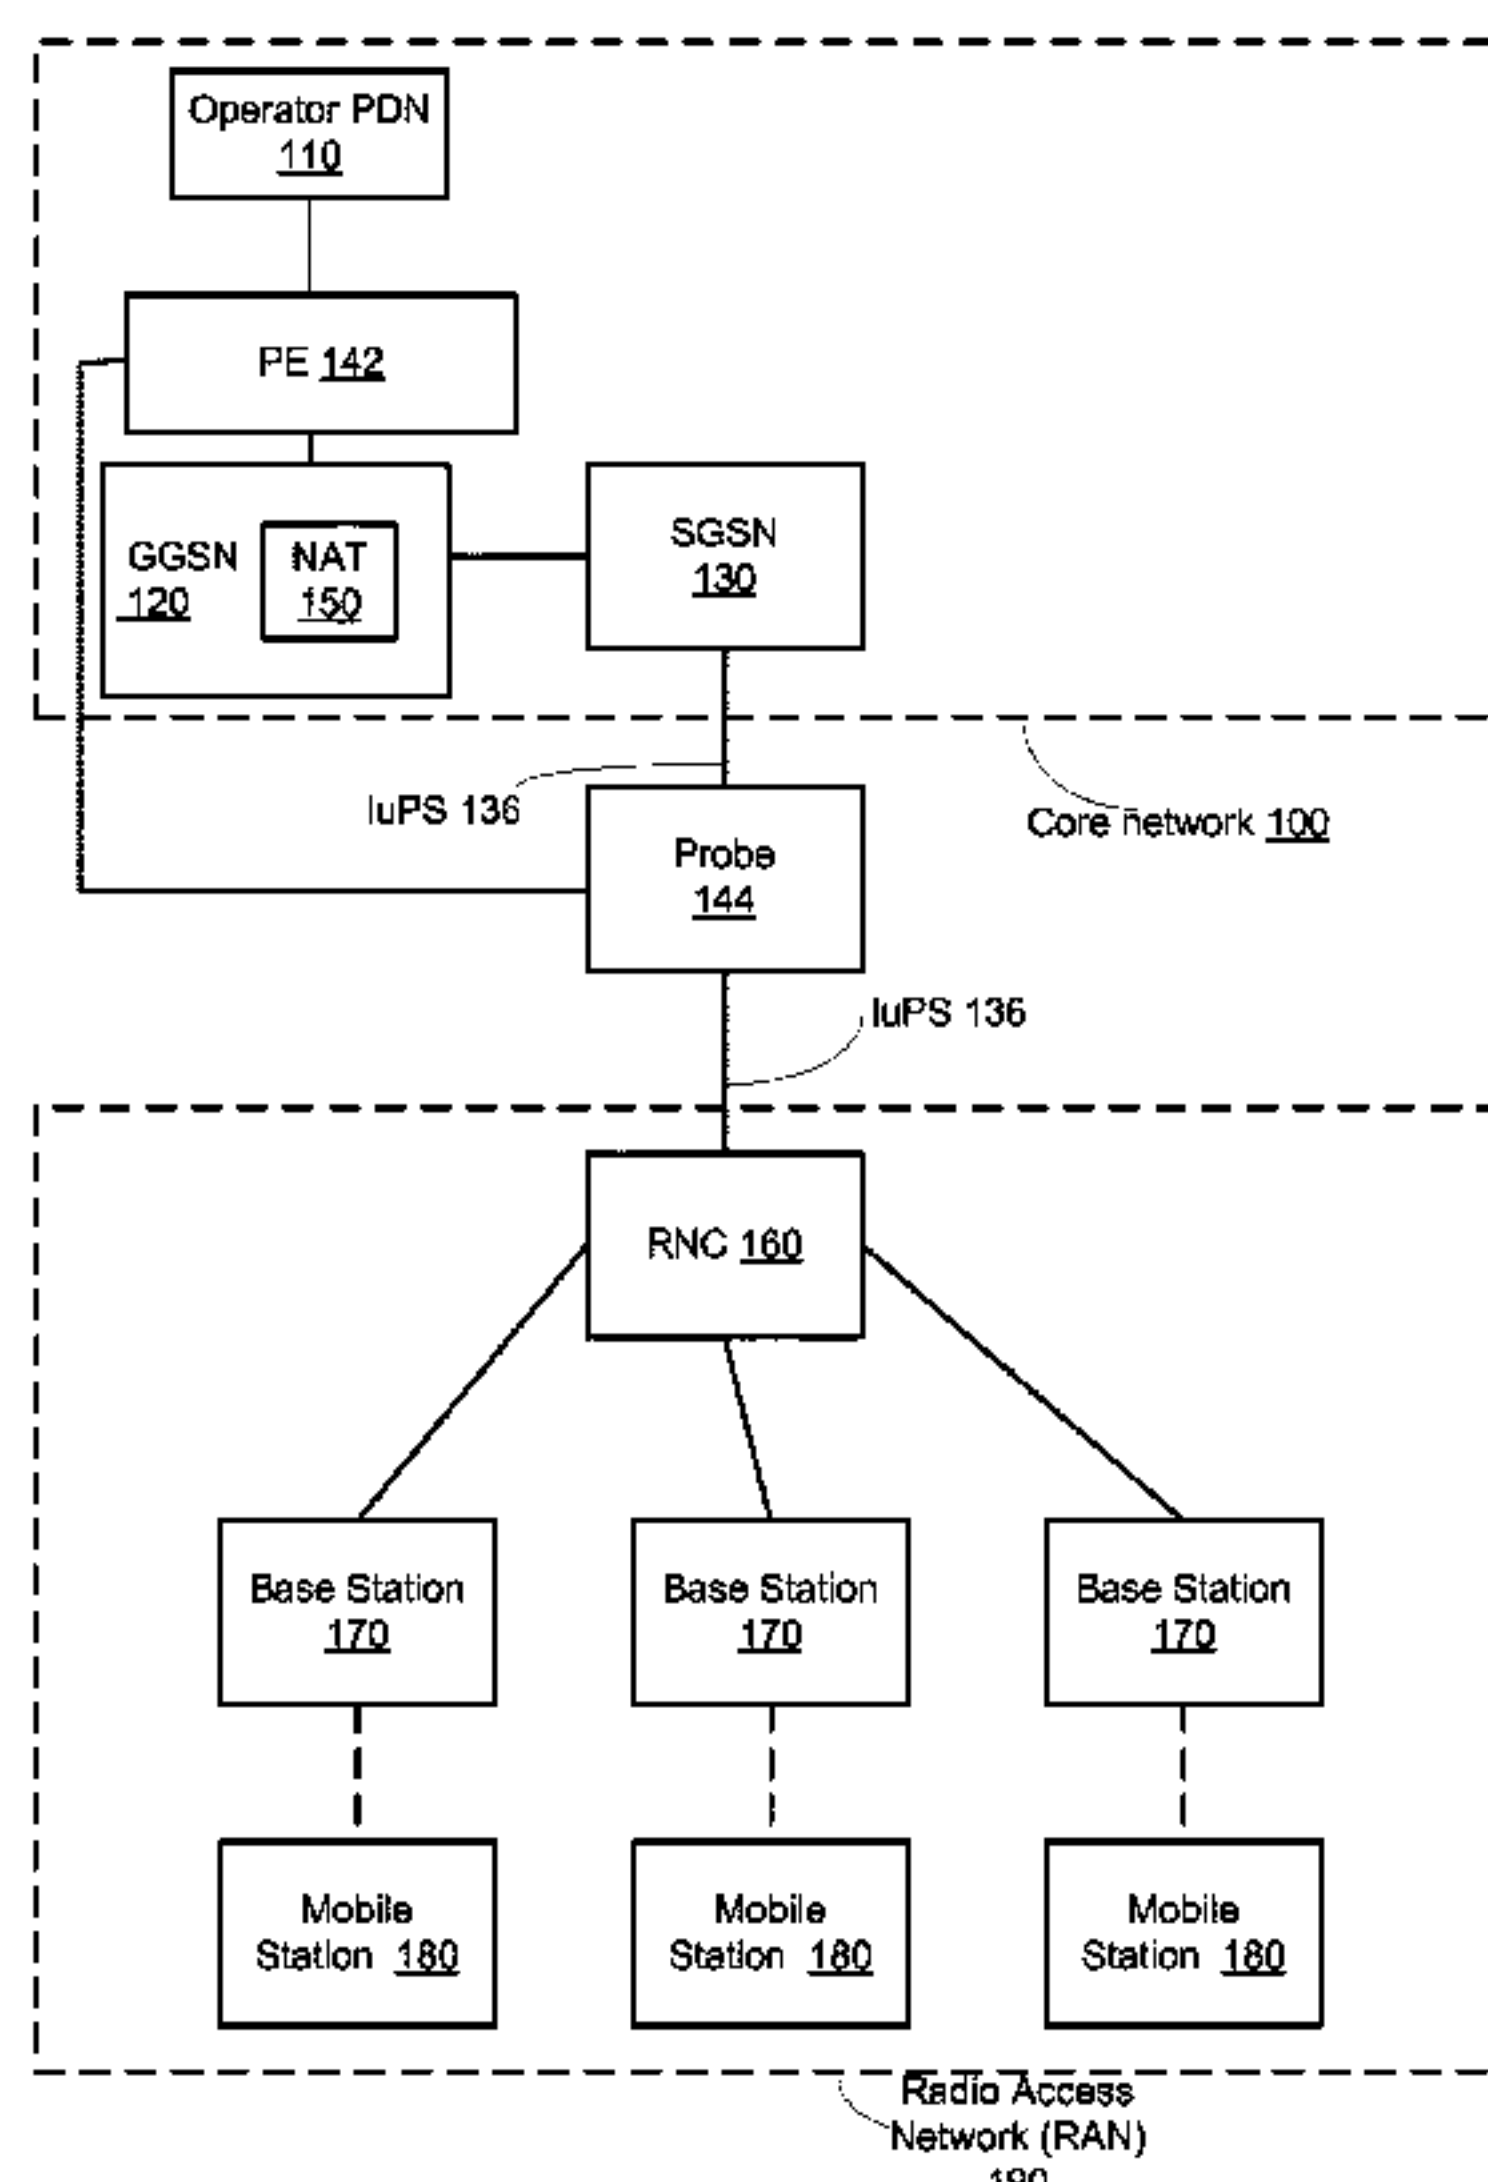 Operator PDN
110
PE 142
GGSN
120
NAT
150
SGSN
130
IuPS 136
Core network 100
Probe
144
IuPS 136
RNC 160
Base Station
170
Base Station
170
Base Station
170
Mobile
Station 180
Mobile
Station 180
Mobile
Station 180
Radio Access
Network (RAN)